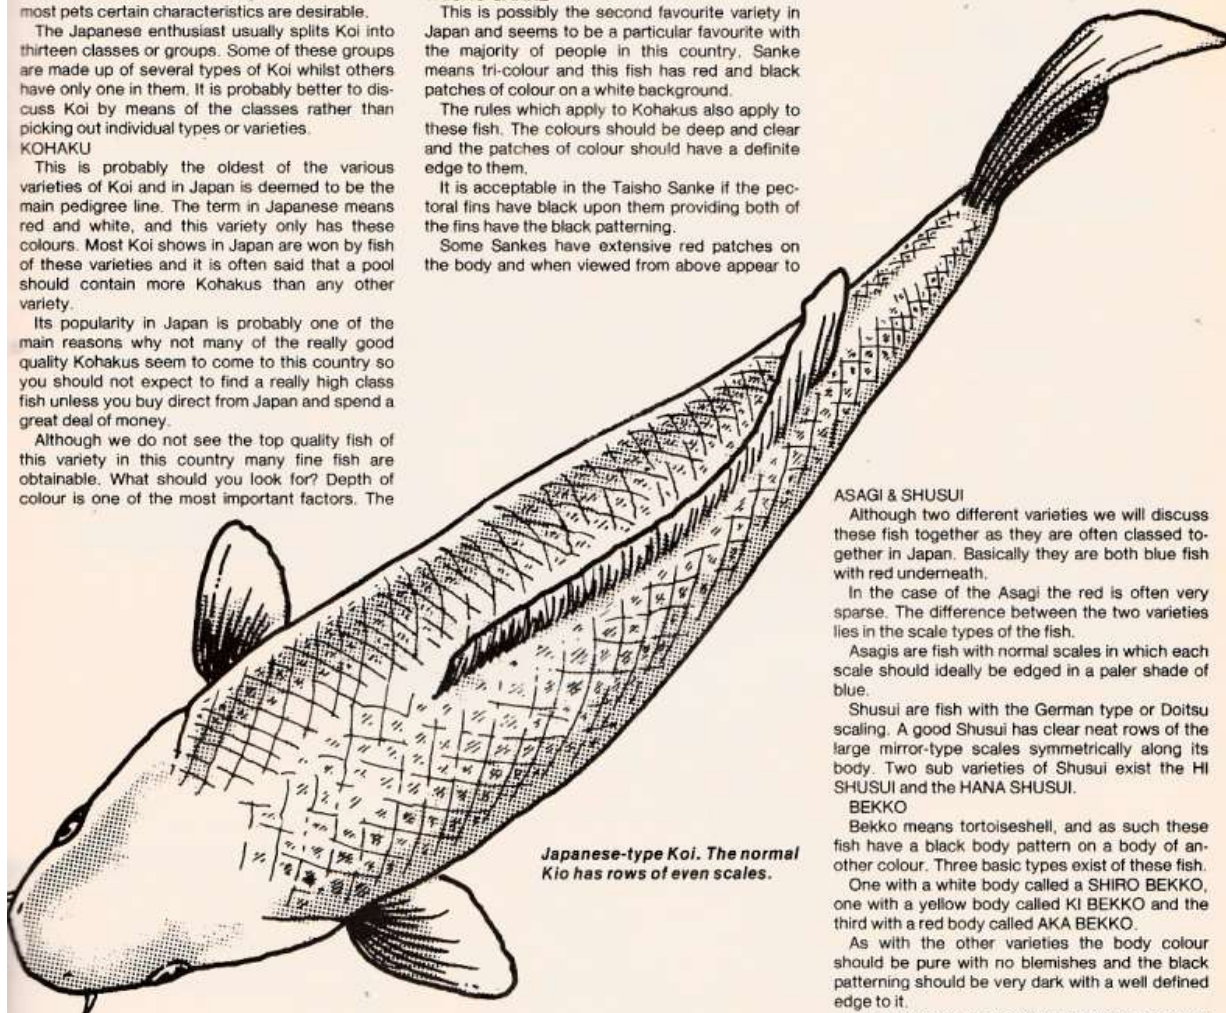 most pets certain characteristics are desirable.
The Japanese enthusiast usually splits Koi into
thirteen classes or groups. Some of these groups
are made up of several types of Koi whilst others
have only one in them. It is probably better to dis-
cuss Koi by means of the classes rather than
picking out individual types or varieties.
KOHAKU
This is probably the oldest of the various
varieties of Koi and in Japan is deemed to be the
main pedigree line. The term in Japanese means
red and white, and this variety only has these
colours. Most Koi shows in Japan are won by fish
of these varieties and it is often said that a pool
should contain more Kohakus than any other
variety.
Its popularity in Japan is probably one of the
main reasons why not many of the really good
quality Kohakus seem to come to this country so
you should not expect to find a really high class
fish unless you buy direct from Japan and spend a
great deal of money.
Although we do not see the top quality fish of
this variety in this country many fine fish are
obtainable. What should you look for? Depth of
colour is one of the most important factors. The
This is possibly the second favourite variety in
Japan and seems to be a particular favourite with
the majority of people in this country. Sanke
means tri-colour and this fish has red and black
patches of colour on a white background.
The rules which apply to Kohakus also apply to
these fish. The colours should be deep and clear
and the patches of colour should have a definite
edge to them.
It is acceptable in the Taisho Sanke if the pec-
toral fins have black upon them providing both of
the fins have the black patterning.
Some Sankes have extensive red patches on
the body and when viewed from above appear to
Japanese-type Koi. The normal
Kio has rows of even scales.
ASAGI & SHUSUI
Although two different varieties we will discuss
these fish together as they are often classed to-
gether in Japan. Basically they are both blue fish
with red underneath.
In the case of the Asagi the red is often very
sparse. The difference between the two varieties
lies in the scale types of the fish.
Asagis are fish with normal scales in which each
scale should ideally be edged in a paler shade of
blue.
Shusui are fish with the German type or Doitsu
scaling. A good Shusui has clear neat rows of the
large mirror-type scales symmetrically along its
body. Two sub varieties of Shusui exist the HI
SHUSUI and the HANA SHUSUI.
BEKKO
Bekko means tortoiseshell, and as such these
fish have a black body pattern on a body of an-
other colour. Three basic types exist of these fish.
One with a white body called a SHIRO BEKKO,
one with a yellow body called KI BEKKO and the
third with a red body called AKA BEKKO.
As with the other varieties the body colour
should be pure with no blemishes and the black
patterning should be very dark with a well defined
edge to it.